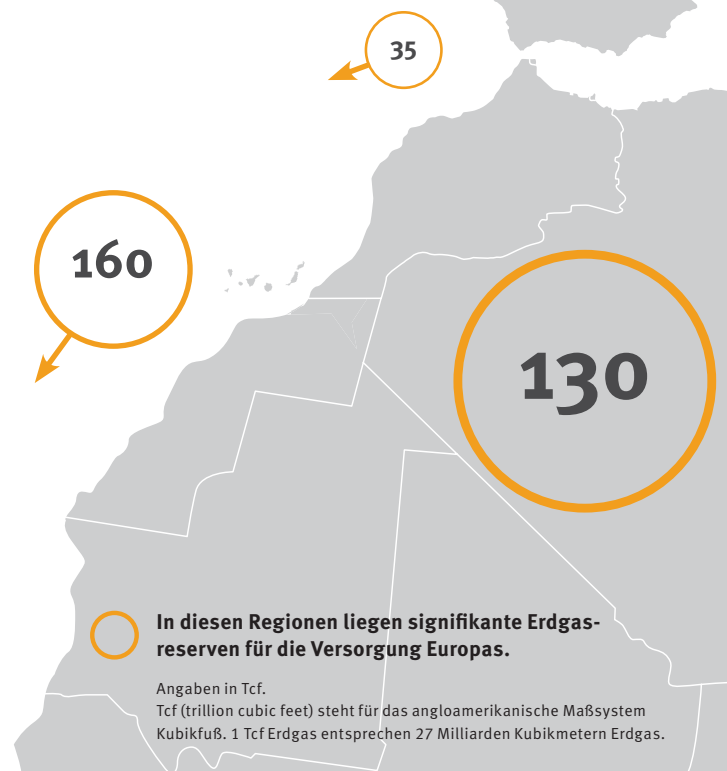 35
160
130
In diesen Regionen liegen signifikante Erdgas-
reserven für die Versorgung Europas.
Angaben in Tcf.
Tcf (trillion cubic feet) steht für das angloamerikanische Maßsystem
Kubikfuß. 1 Tcf Erdgas entsprechen 27 Milliarden Kubikmetern Erdgas.